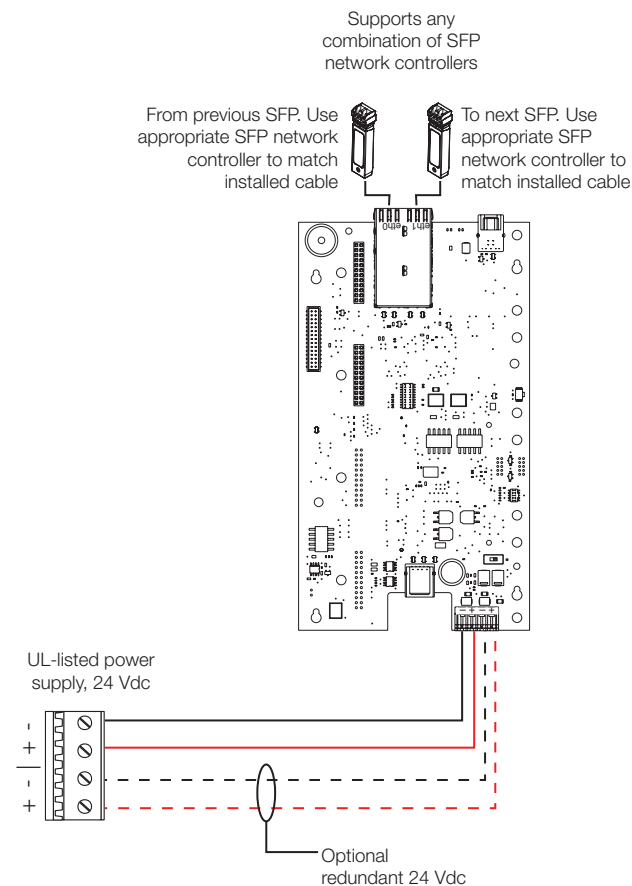 Supports any
combination of SFP
network controllers
From previous SFP. Use
appropriate SFP network
controller to match
installed cable
To next SFP. Use
appropriate SFP
network controller to
match installed cable
eth0
eth1
- + - +
UL-listed power
supply, 24 Vdc
-
+
-
+
Optional
redundant 24 Vdc